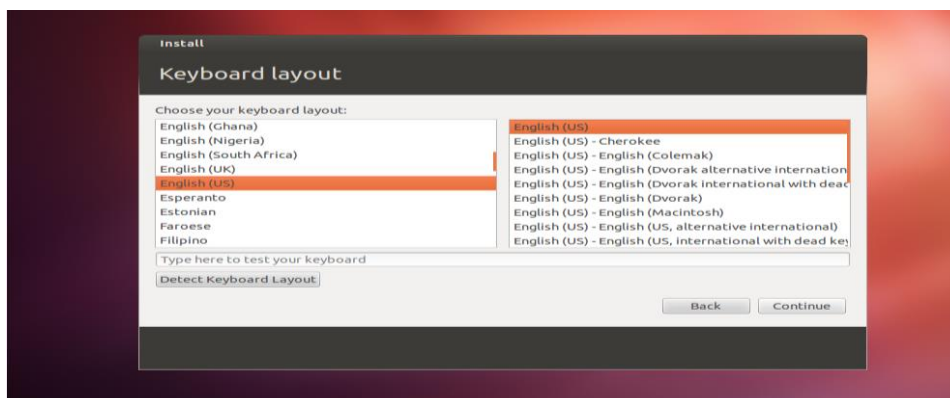 Install
Keyboard layout
Choose your keyboard layout:
English (Ghana)
English (Nigeria)
English (South Africa)
English (UK)
English (US)
Esperanto
Estonian
Faroese
Filipino
English (US)
English (US) - Cherokee
English (US) - English (Colemak)
English (US) - English (Dvorak alternative internation
English (US) - English (Dvorak international with dead
English (US) - English (Dvorak)
English (US) - English (Macintosh)
English (US) - English (US, alternative international)
English (US) - English (US, international with dead key
Type here to test your keyboard
Detect Keyboard Layout
Back
Continue